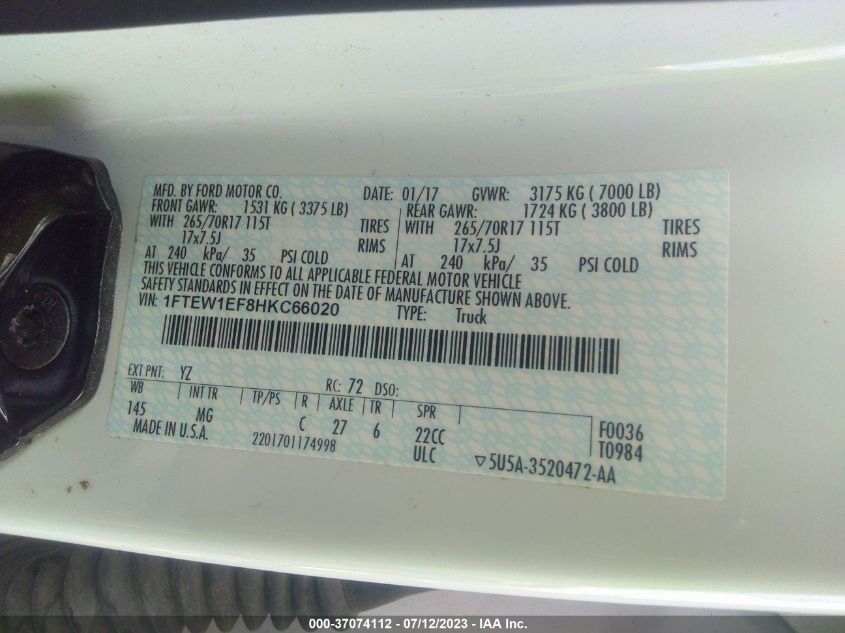 MFD. BY FORD MOTOR CO. DATE: 01/17 GVWR: 3175 KG ( 7000 LB)
FRONT GAWR: 1531 KG ( 3375 LB) REAR GAWR: 1724 KG ( 3800 LB)
WITH 265/70R17 115T TIRES WITH 265/70R17 115T TIRES
17x7.5J RIMS 17x7.5J RIMS
AT 240 kPa/ 35 PSI COLD AT 240 kPa/ 35 PSI COLD
THIS VEHICLE CONFORMS TO ALL APPLICABLE FEDERAL MOTOR VEHICLE
SAFETY STANDARDS IN EFFECT ON THE DATE OF MANUFACTURE SHOWN ABOVE.
VIN: 1FTEW1EF8HKC66020 TYPE: Truck
EXT PNT: YZ RC: 72 DSO:
WB INT TR TP/PS R AXLE TR SPR
145 MG C 27 6 22CC F0036
MADE IN U.S.A. 2201701174998 ULC T0984
▽5U5A-3520472-AA
000-37074112 - 07/12/2023 - IAA Inc.